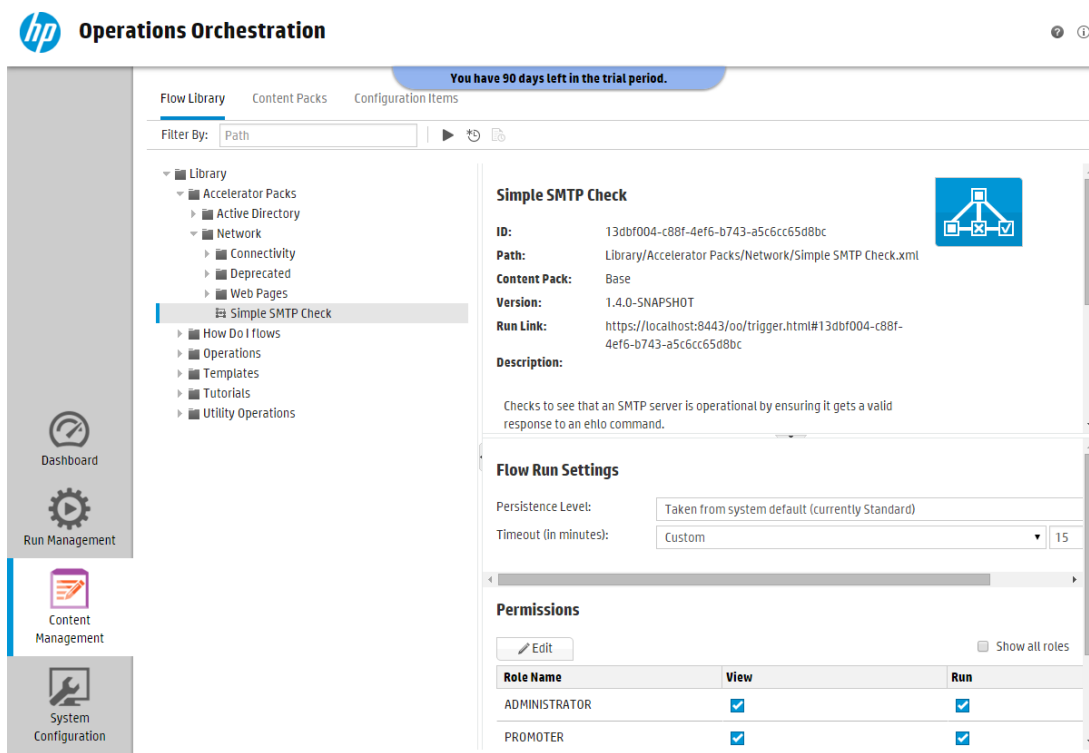 hp
Operations Orchestration
You have 90 days left in the trial period.
Flow Library
Content Packs
Configuration Items
Filter By:
Path
Library
Accelerator Packs
Active Directory
Network
Connectivity
Deprecated
Web Pages
Simple SMTP Check
How Do I flows
Operations
Templates
Tutorials
Utility Operations
Dashboard
Run Management
Content
Management
System
Configuration
Simple SMTP Check
ID: 13dbf004-c88f-4ef6-b743-a5c6cc65d8bc
Path: Library/Accelerator Packs/Network/Simple SMTP Check.xml
Content Pack: Base
Version: 1.4.0-SNAPSHOT
Run Link: https://localhost:8443/oo/trigger.html#13dbf004-c88f-
4ef6-b743-a5c6cc65d8bc
Description:
Checks to see that an SMTP server is operational by ensuring it gets a valid
response to an ehlo command.
Flow Run Settings
Persistence Level: Taken from system default (currently Standard)
Timeout (in minutes): Custom 15
Permissions
Edit
Show all roles
Role Name View Run
ADMINISTRATOR
PROMOTER